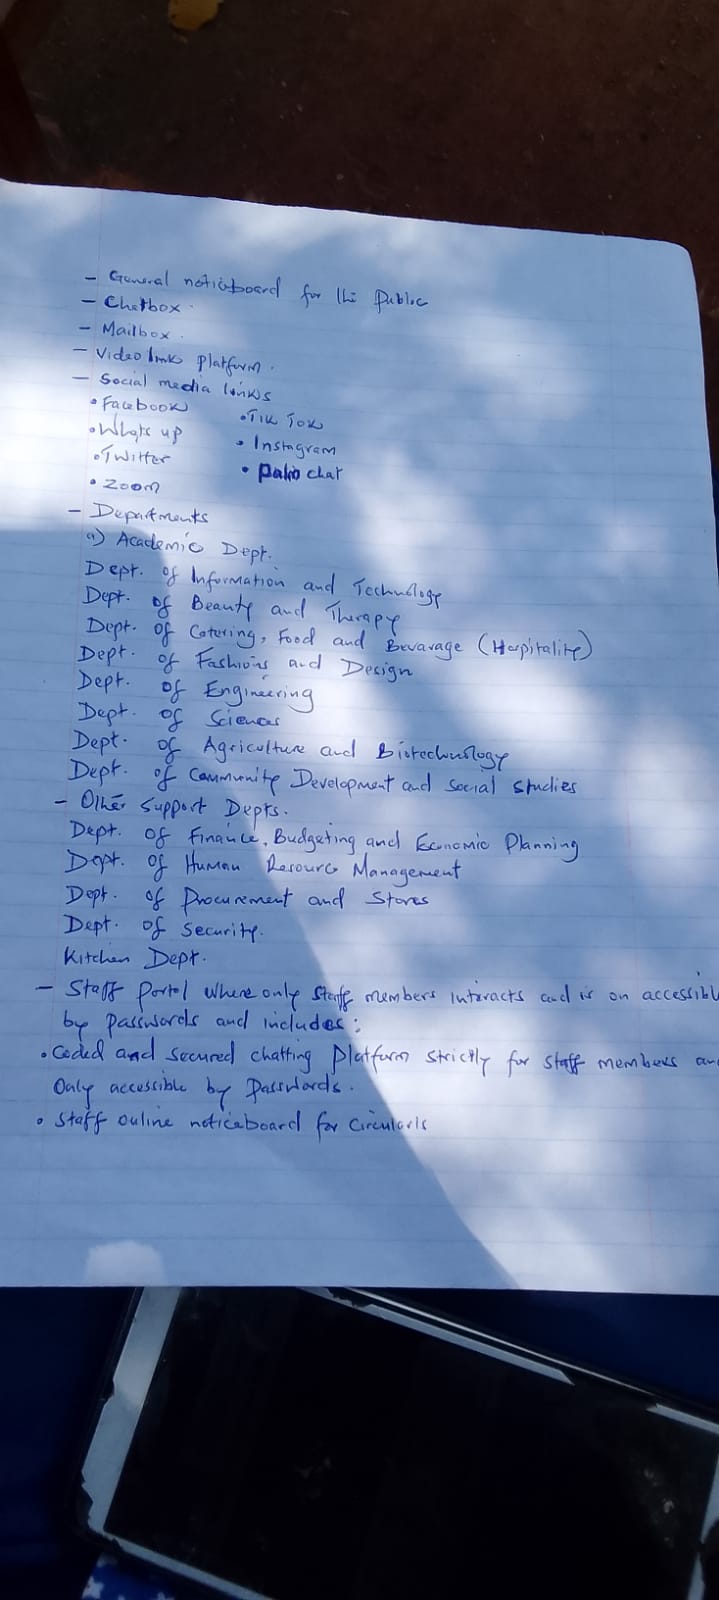 - General noticeboard for the public
- Chatbox.
- Mailbox.
- Video link platform.
- Social media links
• Facebook
• Tik Tok
• Whats up
• Instagram
• Twitter
• palio chat
• Zoom
- Departments
a) Academic Dept.
Dept. of Information and Technology
Dept. of Beauty and Therapy
Dept. of Catering, Food and Bevarage (Hospitality)
Dept. of Fashions and Design
Dept. of Engineering
Dept. of Sciences
Dept. of Agriculture and Biotechnology
Dept. of Community Development and Social Studies
- Other Support Depts.
Dept. of Finance, Budgeting and Economic Planning
Dept. of Human Resource Management
Dept. of Procurement and Stores
Dept. of Security.
Kitchen Dept.
- Staff Portal where only staff members interacts and is on accessibl
by passwords and includes:
• Coded and secured chatting platform strictly for staff members an
Only accessible by passwords.
• Staff online noticeboard for circulars